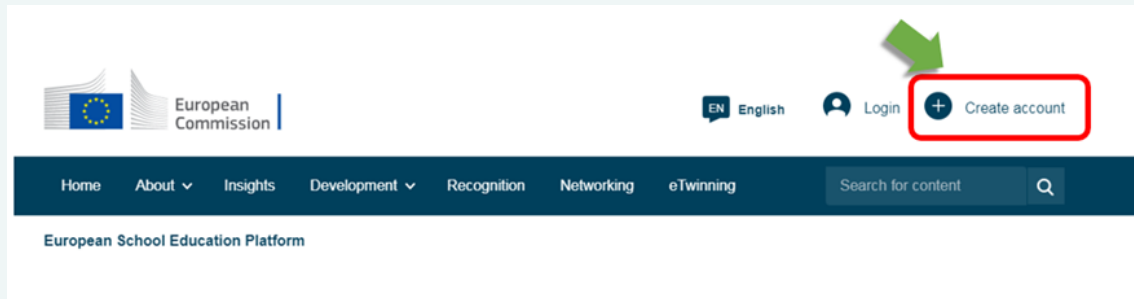 European
Commission
EN English
Login
Create account
Home
About
Insights
Development
Recognition
Networking
eTwinning
Search for content
European School Education Platform